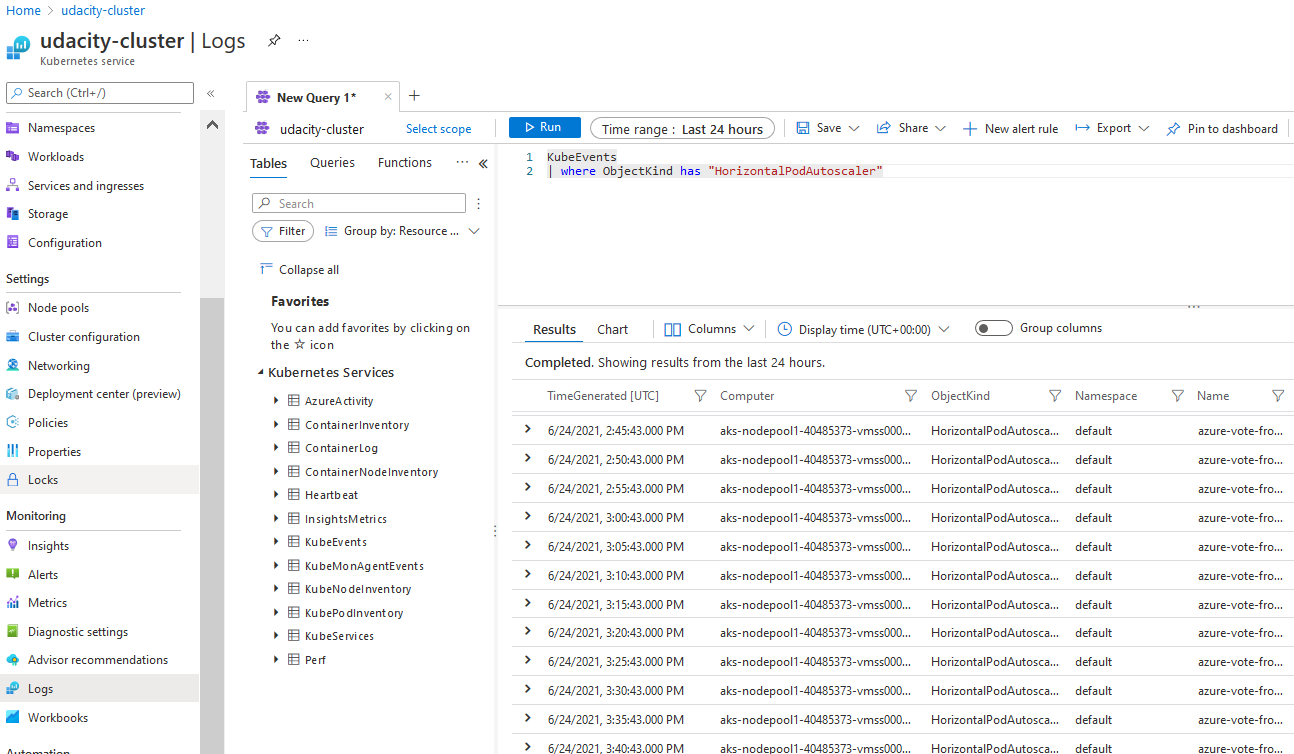 Home > udacity-cluster
udacity-cluster | Logs
Kubernetes service
Search (Ctrl+/)
Namespaces
Workloads
Services and ingresses
Storage
Configuration
Settings
Node pools
Cluster configuration
Networking
Deployment center (preview)
Policies
Properties
Locks
Monitoring
Insights
Alerts
Metrics
Diagnostic settings
Advisor recommendations
Logs
Workbooks
Automation
New Query 1*
udacity-cluster
Select scope
Run
Time range : Last 24 hours
Save
Share
New alert rule
Export
Pin to dashboard
Tables
Queries
Functions
Search
Filter
Group by: Resource ...
Collapse all
Favorites
You can add favorites by clicking on
the ☆ icon
Kubernetes Services
AzureActivity
ContainerInventory
ContainerLog
ContainerNodeInventory
Heartbeat
InsightsMetrics
KubeEvents
KubeMonAgentEvents
KubeNodeInventory
KubePodInventory
KubeServices
Perf
1 KubeEvents
2 | where ObjectKind has "HorizontalPodAutoscaler"
Results
Chart
Columns
Display time (UTC+00:00)
Group columns
Completed. Showing results from the last 24 hours.
TimeGenerated [UTC] Computer ObjectKind Namespace Name
6/24/2021, 2:45:43.000 PM aks-nodepool1-40485373-vmss000... HorizontalPodAutosca... default azure-vote-fro...
6/24/2021, 2:50:43.000 PM aks-nodepool1-40485373-vmss000... HorizontalPodAutosca... default azure-vote-fro...
6/24/2021, 2:55:43.000 PM aks-nodepool1-40485373-vmss000... HorizontalPodAutosca... default azure-vote-fro...
6/24/2021, 3:00:43.000 PM aks-nodepool1-40485373-vmss000... HorizontalPodAutosca... default azure-vote-fro...
6/24/2021, 3:05:43.000 PM aks-nodepool1-40485373-vmss000... HorizontalPodAutosca... default azure-vote-fro...
6/24/2021, 3:10:43.000 PM aks-nodepool1-40485373-vmss000... HorizontalPodAutosca... default azure-vote-fro...
6/24/2021, 3:15:43.000 PM aks-nodepool1-40485373-vmss000... HorizontalPodAutosca... default azure-vote-fro...
6/24/2021, 3:20:43.000 PM aks-nodepool1-40485373-vmss000... HorizontalPodAutosca... default azure-vote-fro...
6/24/2021, 3:25:43.000 PM aks-nodepool1-40485373-vmss000... HorizontalPodAutosca... default azure-vote-fro...
6/24/2021, 3:30:43.000 PM aks-nodepool1-40485373-vmss000... HorizontalPodAutosca... default azure-vote-fro...
6/24/2021, 3:35:43.000 PM aks-nodepool1-40485373-vmss000... HorizontalPodAutosca... default azure-vote-fro...
6/24/2021, 3:40:43.000 PM aks-nodepool1-40485373-vmss000... HorizontalPodAutosca... default azure-vote-fro...